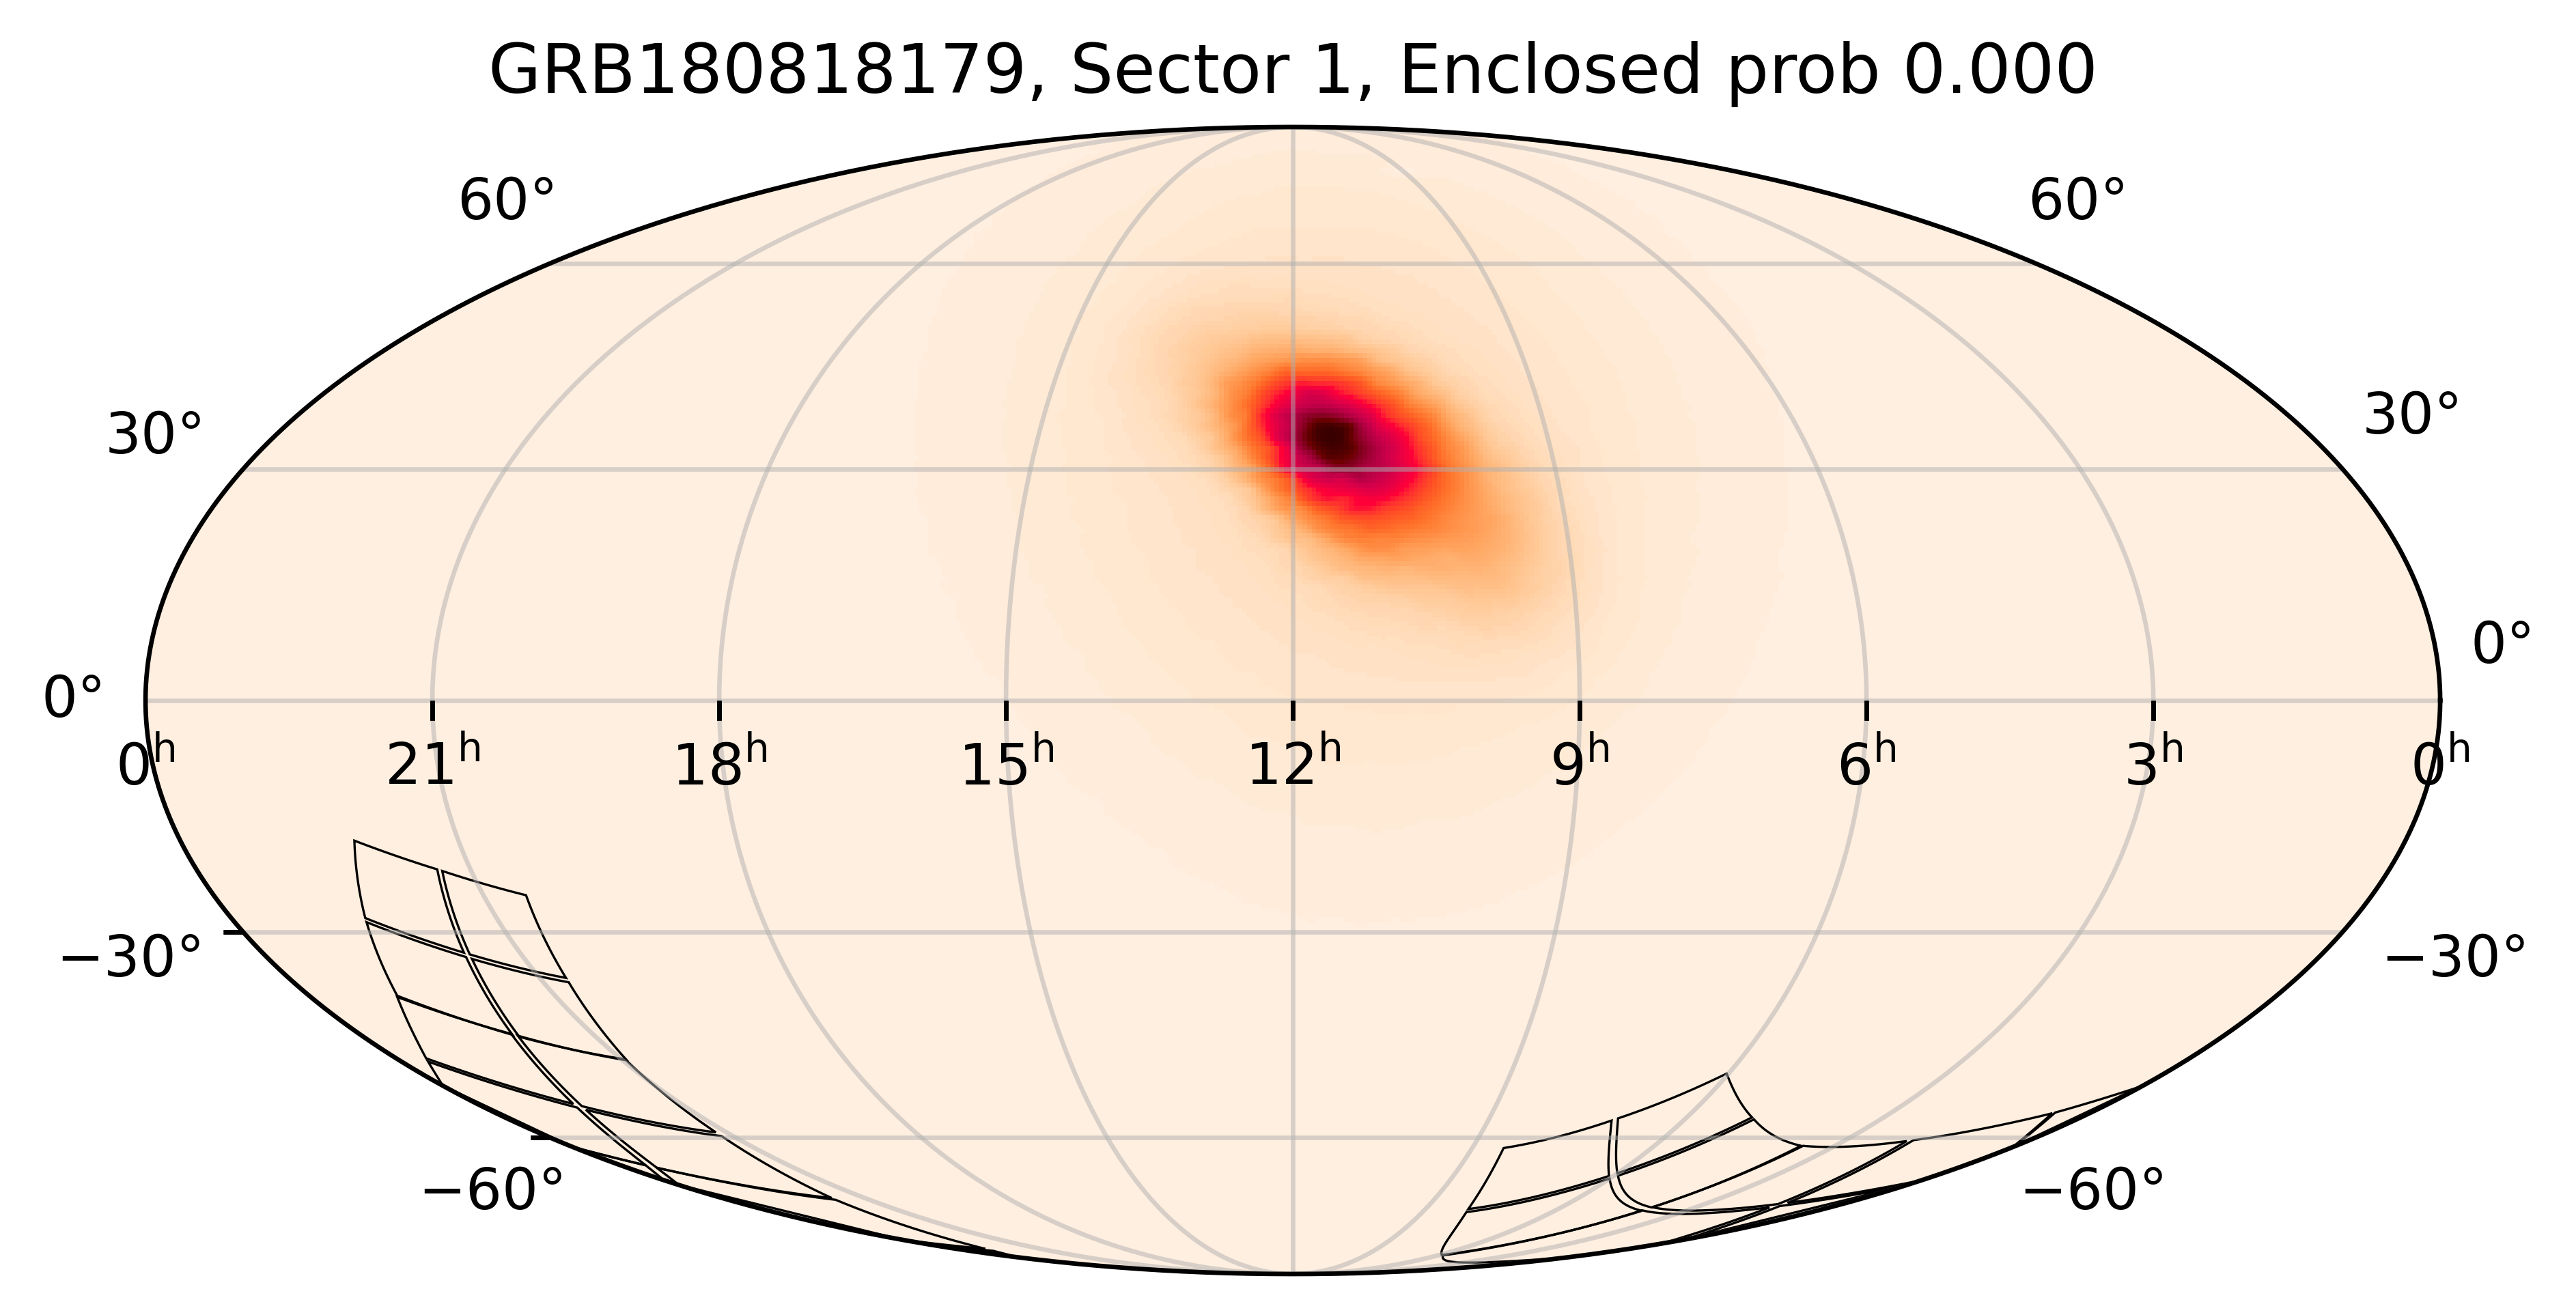 GRB180818179, Sector 1, Enclosed prob 0.000
60° 60°
30° 30°
0° 0°
0ʰ 21ʰ 18ʰ 15ʰ 12ʰ 9ʰ 6ʰ 3ʰ 0ʰ
−30° −30°
−60° −60°